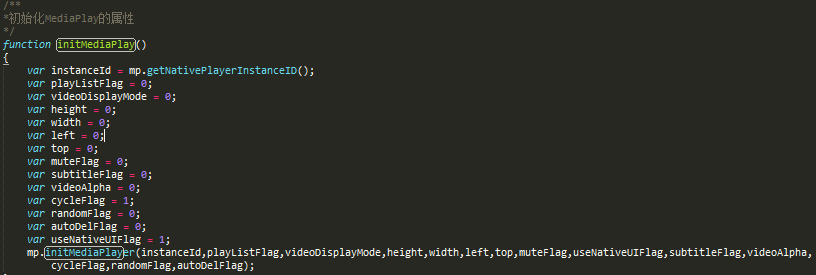 /**
*初始化MediaPlay的属性
*/
function initMediaPlay()
{
var instanceId = mp.getNativePlayerInstanceID();
var playListFlag = 0;
var videoDisplayMode = 0;
var height = 0;
var width = 0;
var left = 0;
var top = 0;
var muteFlag = 0;
var subtitleFlag = 0;
var videoAlpha = 0;
var cycleFlag = 1;
var randomFlag = 0;
var autoDelFlag = 0;
var useNativeUIFlag = 1;
mp.initMediaPlayer(instanceId,playListFlag,videoDisplayMode,height,width,left,top,muteFlag,useNativeUIFlag,subtitleFlag,videoAlpha,
cycleFlag,randomFlag,autoDelFlag);